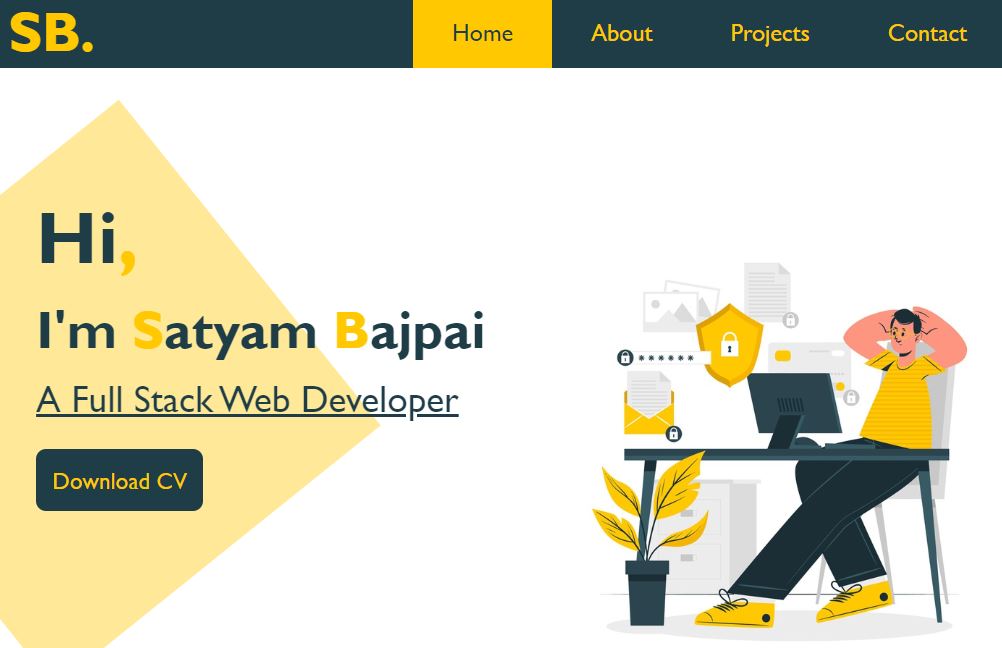 SB.
Home About Projects Contact
Hi,
I'm Satyam Bajpai
A Full Stack Web Developer
Download CV
******